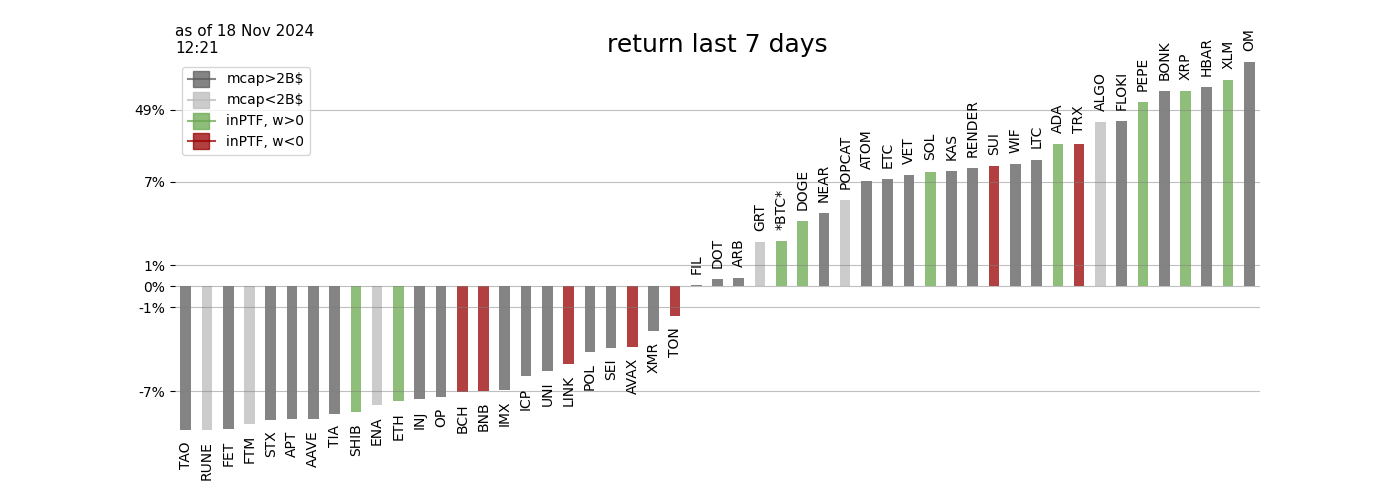 as of 18 Nov 2024
12:21
return last 7 days
mcap>2B$
mcap<2B$
inPTF, w>0
inPTF, w<0
49%
7%
1%
0%
-1%
-7%
TAO
RUNE
FET
FTM
STX
APT
AAVE
TIA
SHIB
ENA
ETH
INJ
OP
BCH
BNB
IMX
ICP
UNI
LINK
POL
SEI
AVAX
XMR
TON
FIL
DOT
ARB
GRT
*BTC*
DOGE
NEAR
POPCAT
ATOM
ETC
VET
SOL
KAS
RENDER
SUI
WIF
LTC
ADA
TRX
ALGO
FLOKI
PEPE
BONK
XRP
HBAR
XLM
OM